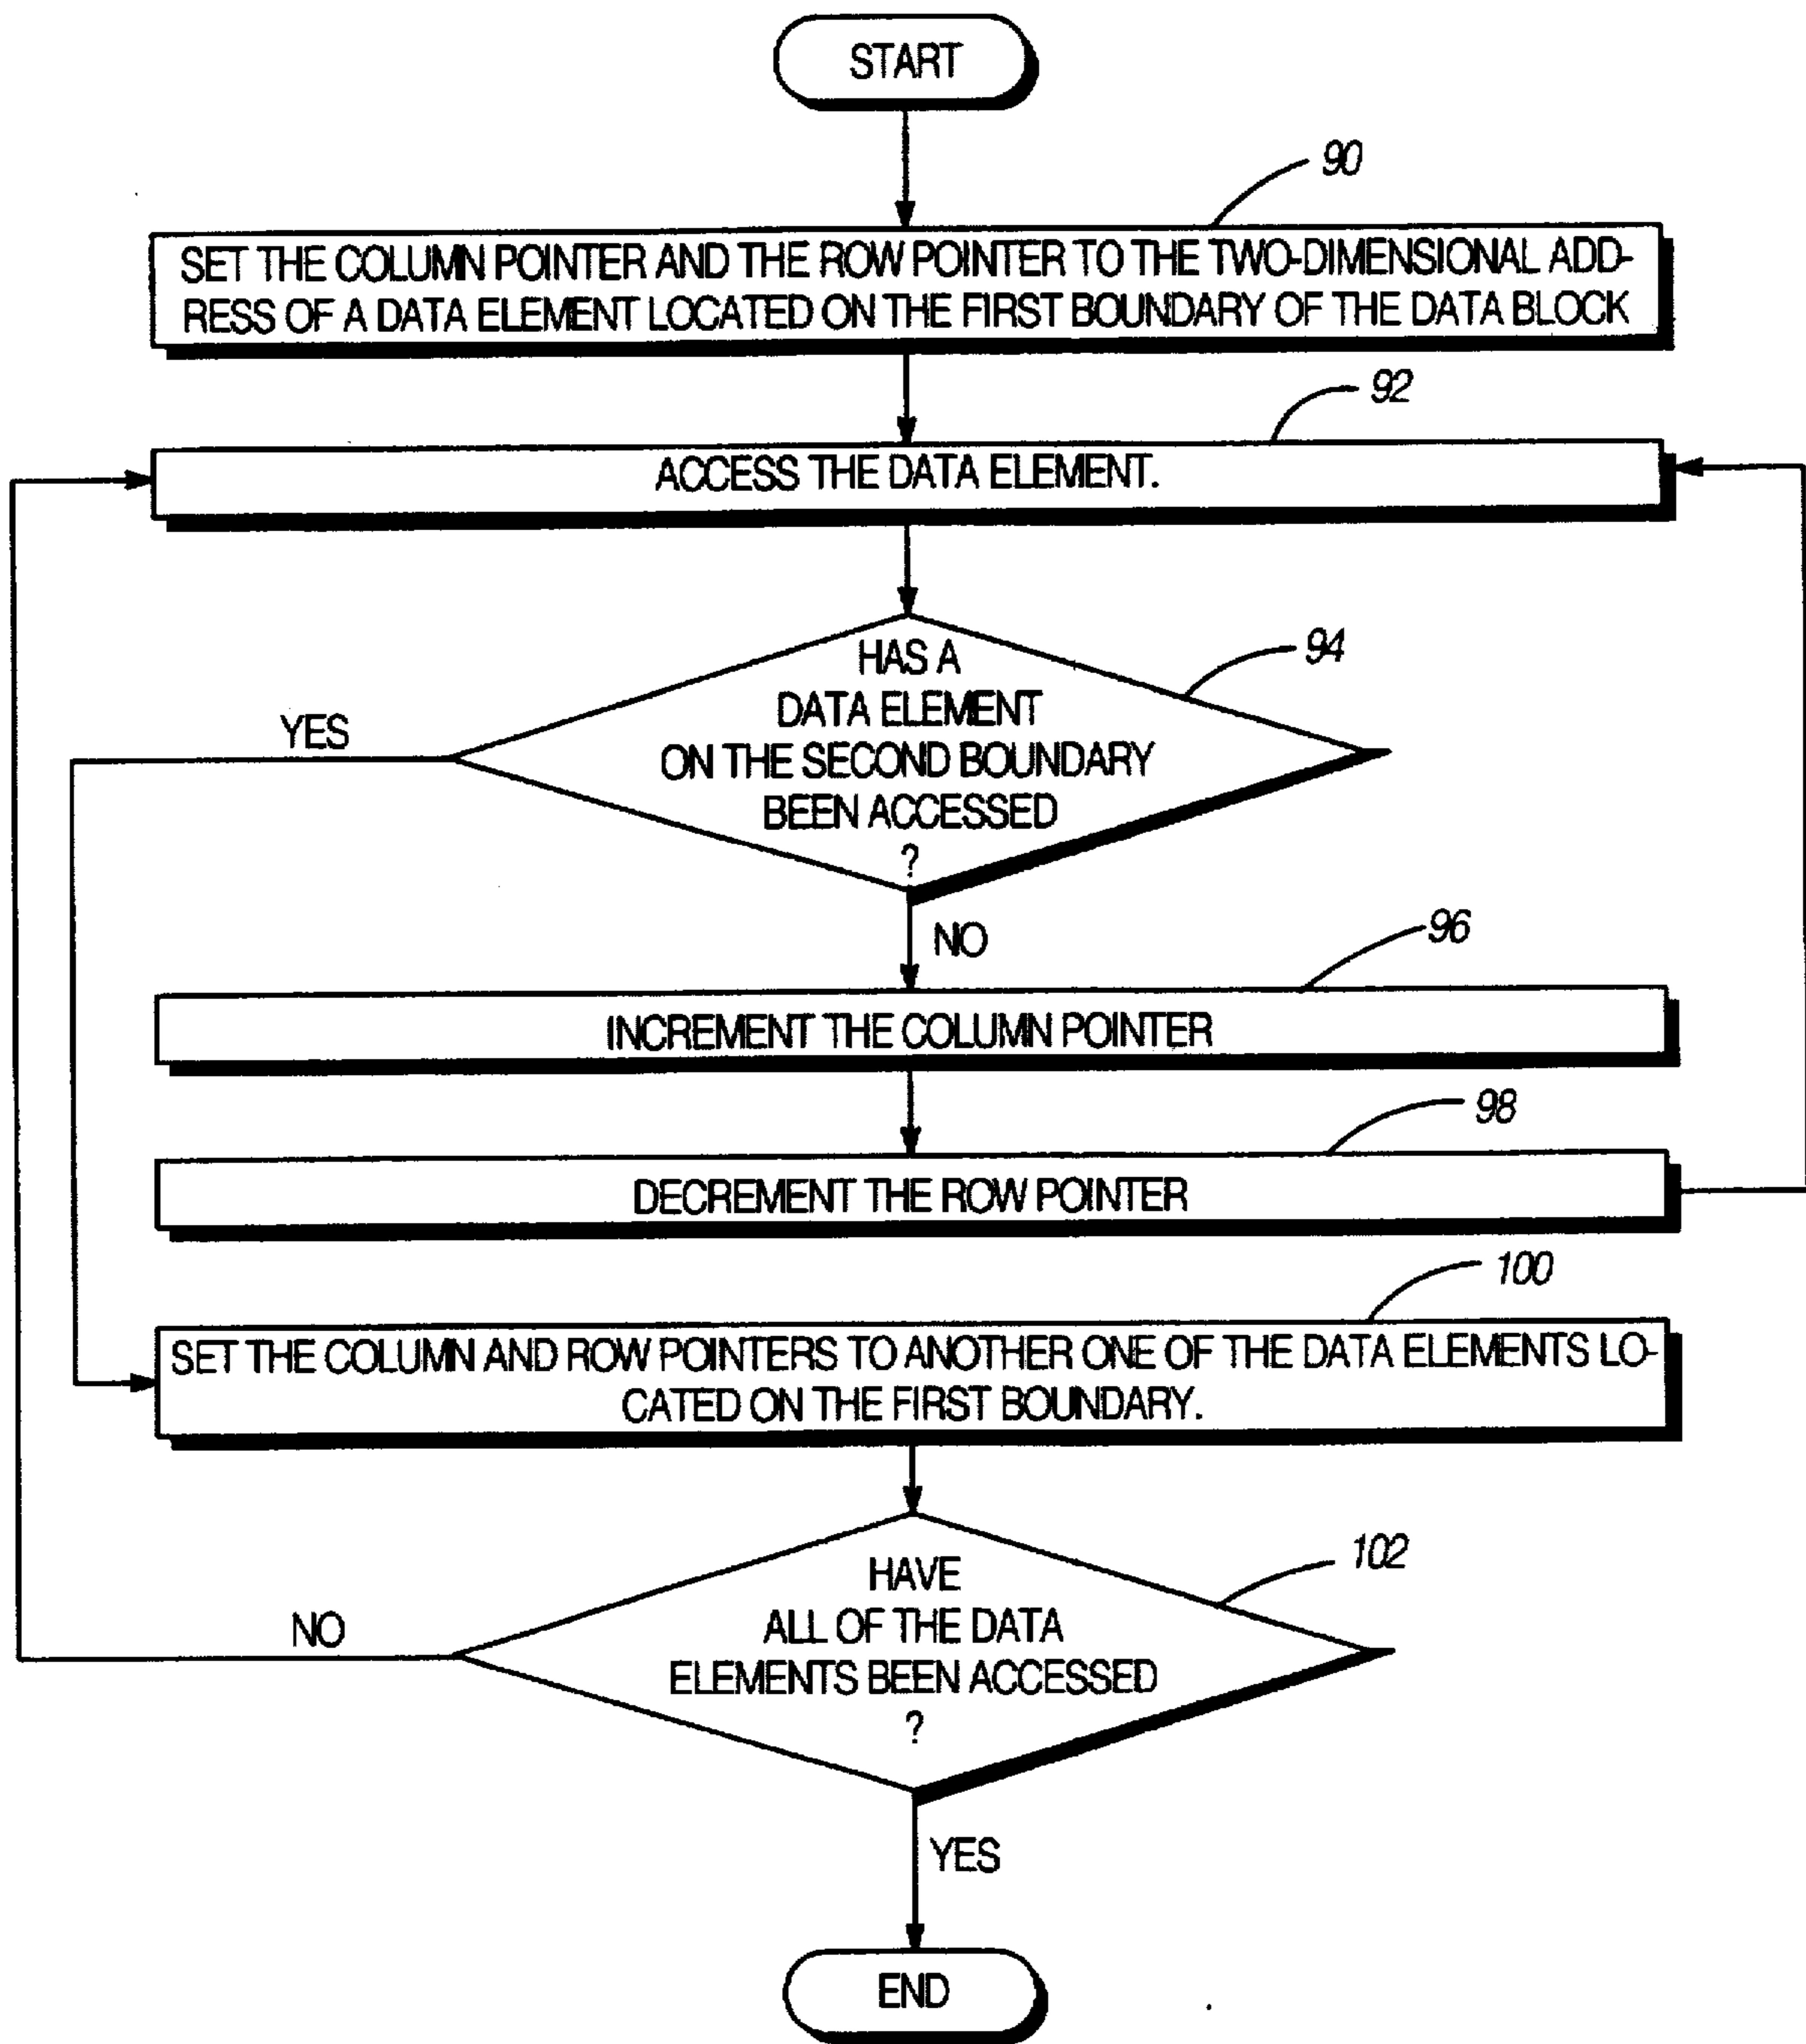 START
90
SET THE COLUMN POINTER AND THE ROW POINTER TO THE TWO-DIMENSIONAL ADD-
RESS OF A DATA ELEMENT LOCATED ON THE FIRST BOUNDARY OF THE DATA BLOCK
92
ACCESS THE DATA ELEMENT.
94
HAS A
DATA ELEMENT
ON THE SECOND BOUNDARY
BEEN ACCESSED
?
YES
NO
96
INCREMENT THE COLUMN POINTER
98
DECREMENT THE ROW POINTER
100
SET THE COLUMN AND ROW POINTERS TO ANOTHER ONE OF THE DATA ELEMENTS LO-
CATED ON THE FIRST BOUNDARY.
102
HAVE
ALL OF THE DATA
ELEMENTS BEEN ACCESSED
?
NO
YES
END